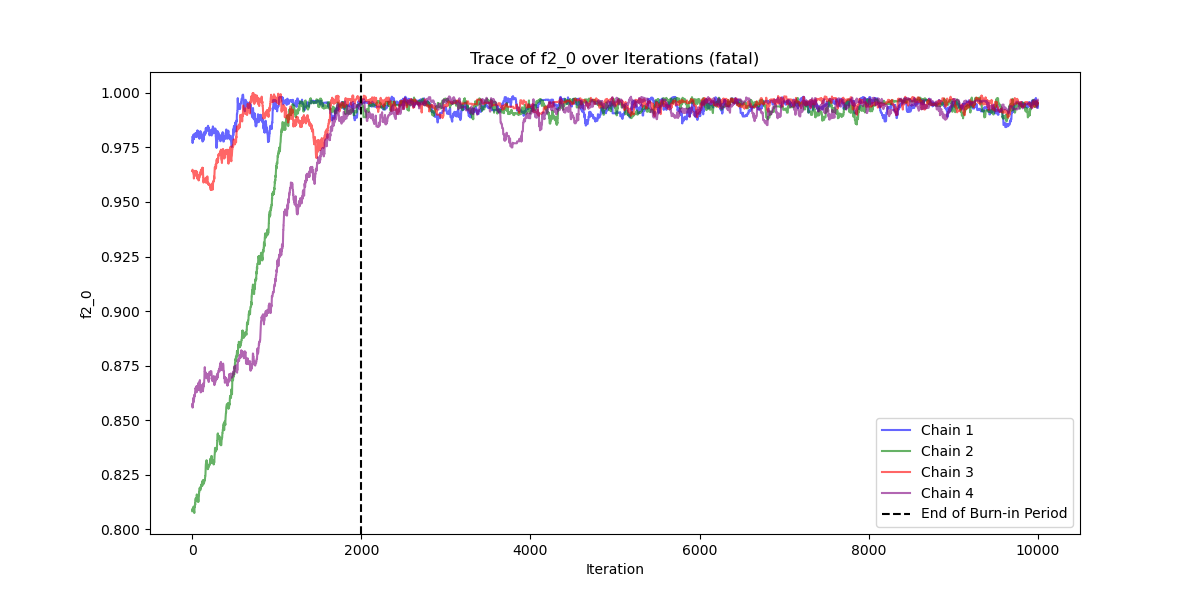 Trace of f2_0 over Iterations (fatal)
f2_0
1.000
0.975
0.950
0.925
0.900
0.875
0.850
0.825
0.800
0 2000 4000 6000 8000 10000
Iteration
Chain 1
Chain 2
Chain 3
Chain 4
End of Burn-in Period